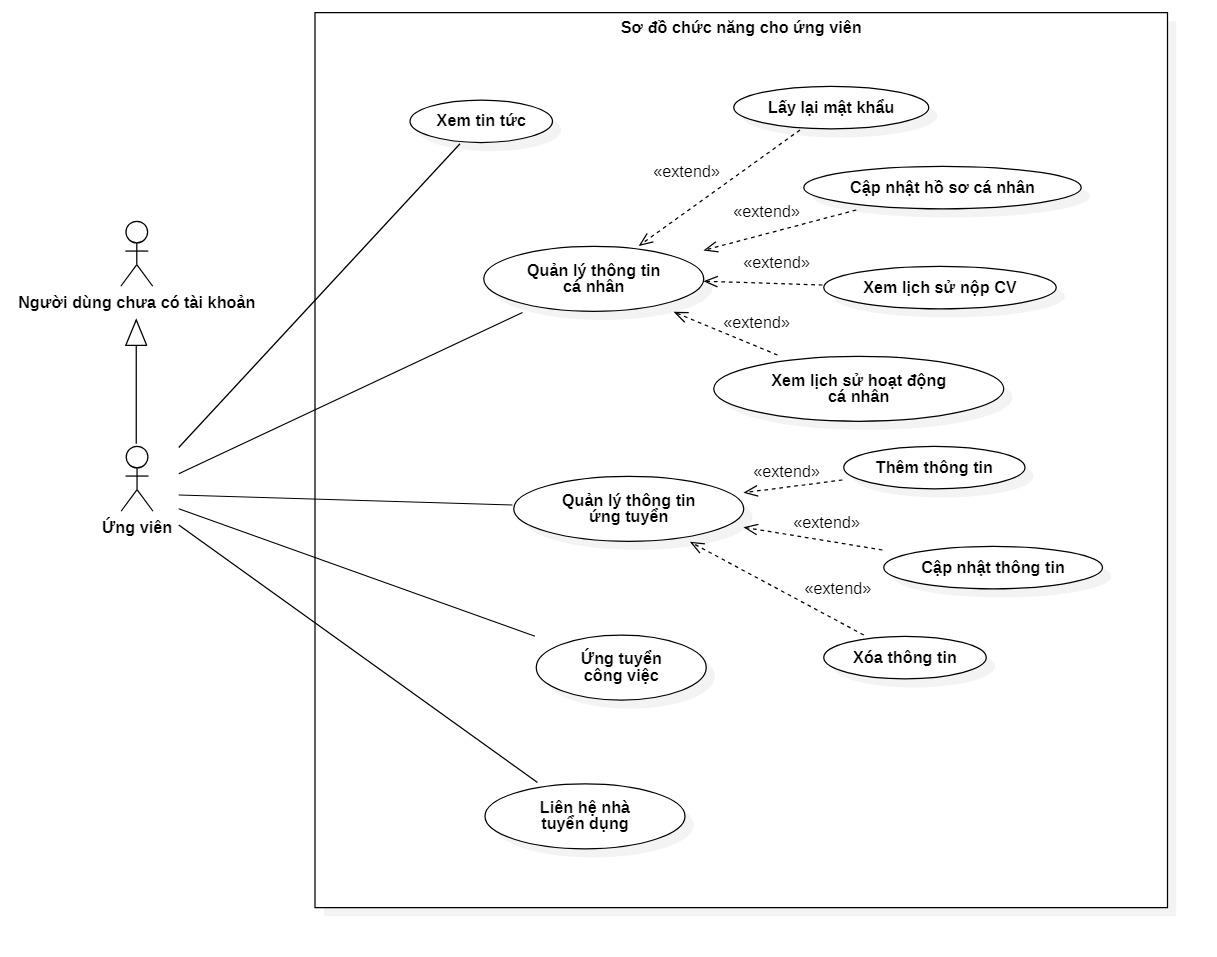 Sơ đồ chức năng cho ứng viên
Xem tin tức
Lấy lại mật khẩu
«extend»
Cập nhật hồ sơ cá nhân
«extend»
Người dùng chưa có tài khoản
Quản lý thông tin
cá nhân
«extend»
Xem lịch sử nộp CV
«extend»
Xem lịch sử hoạt động
cá nhân
Ứng viên
Quản lý thông tin
ứng tuyển
«extend»
Thêm thông tin
«extend»
Cập nhật thông tin
«extend»
Xóa thông tin
Ứng tuyển
công việc
Liên hệ nhà
tuyển dụng